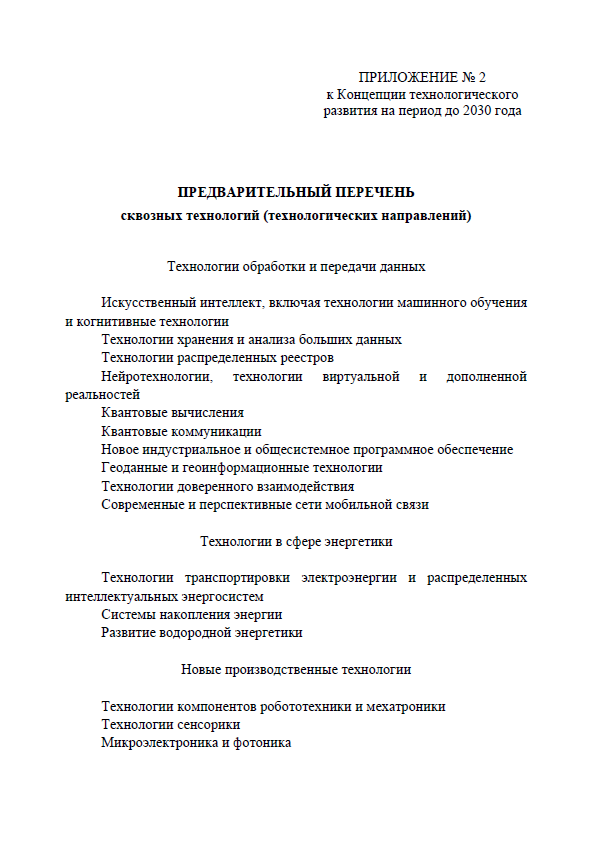 ПРИЛОЖЕНИЕ № 2
к Концепции технологического
развития на период до 2030 года
ПРЕДВАРИТЕЛЬНЫЙ ПЕРЕЧЕНЬ
сквозных технологий (технологических направлений)
Технологии обработки и передачи данных
Искусственный интеллект, включая технологии машинного обучения
и когнитивные технологии
Технологии хранения и анализа больших данных
Технологии распределенных реестров
Нейротехнологии, технологии виртуальной и дополненной
реальностей
Квантовые вычисления
Квантовые коммуникации
Новое индустриальное и общесистемное программное обеспечение
Геоданные и геоинформационные технологии
Технологии доверенного взаимодействия
Современные и перспективные сети мобильной связи
Технологии в сфере энергетики
Технологии транспортировки электроэнергии и распределенных
интеллектуальных энергосистем
Системы накопления энергии
Развитие водородной энергетики
Новые производственные технологии
Технологии компонентов робототехники и мехатроники
Технологии сенсорики
Микроэлектроника и фотоника